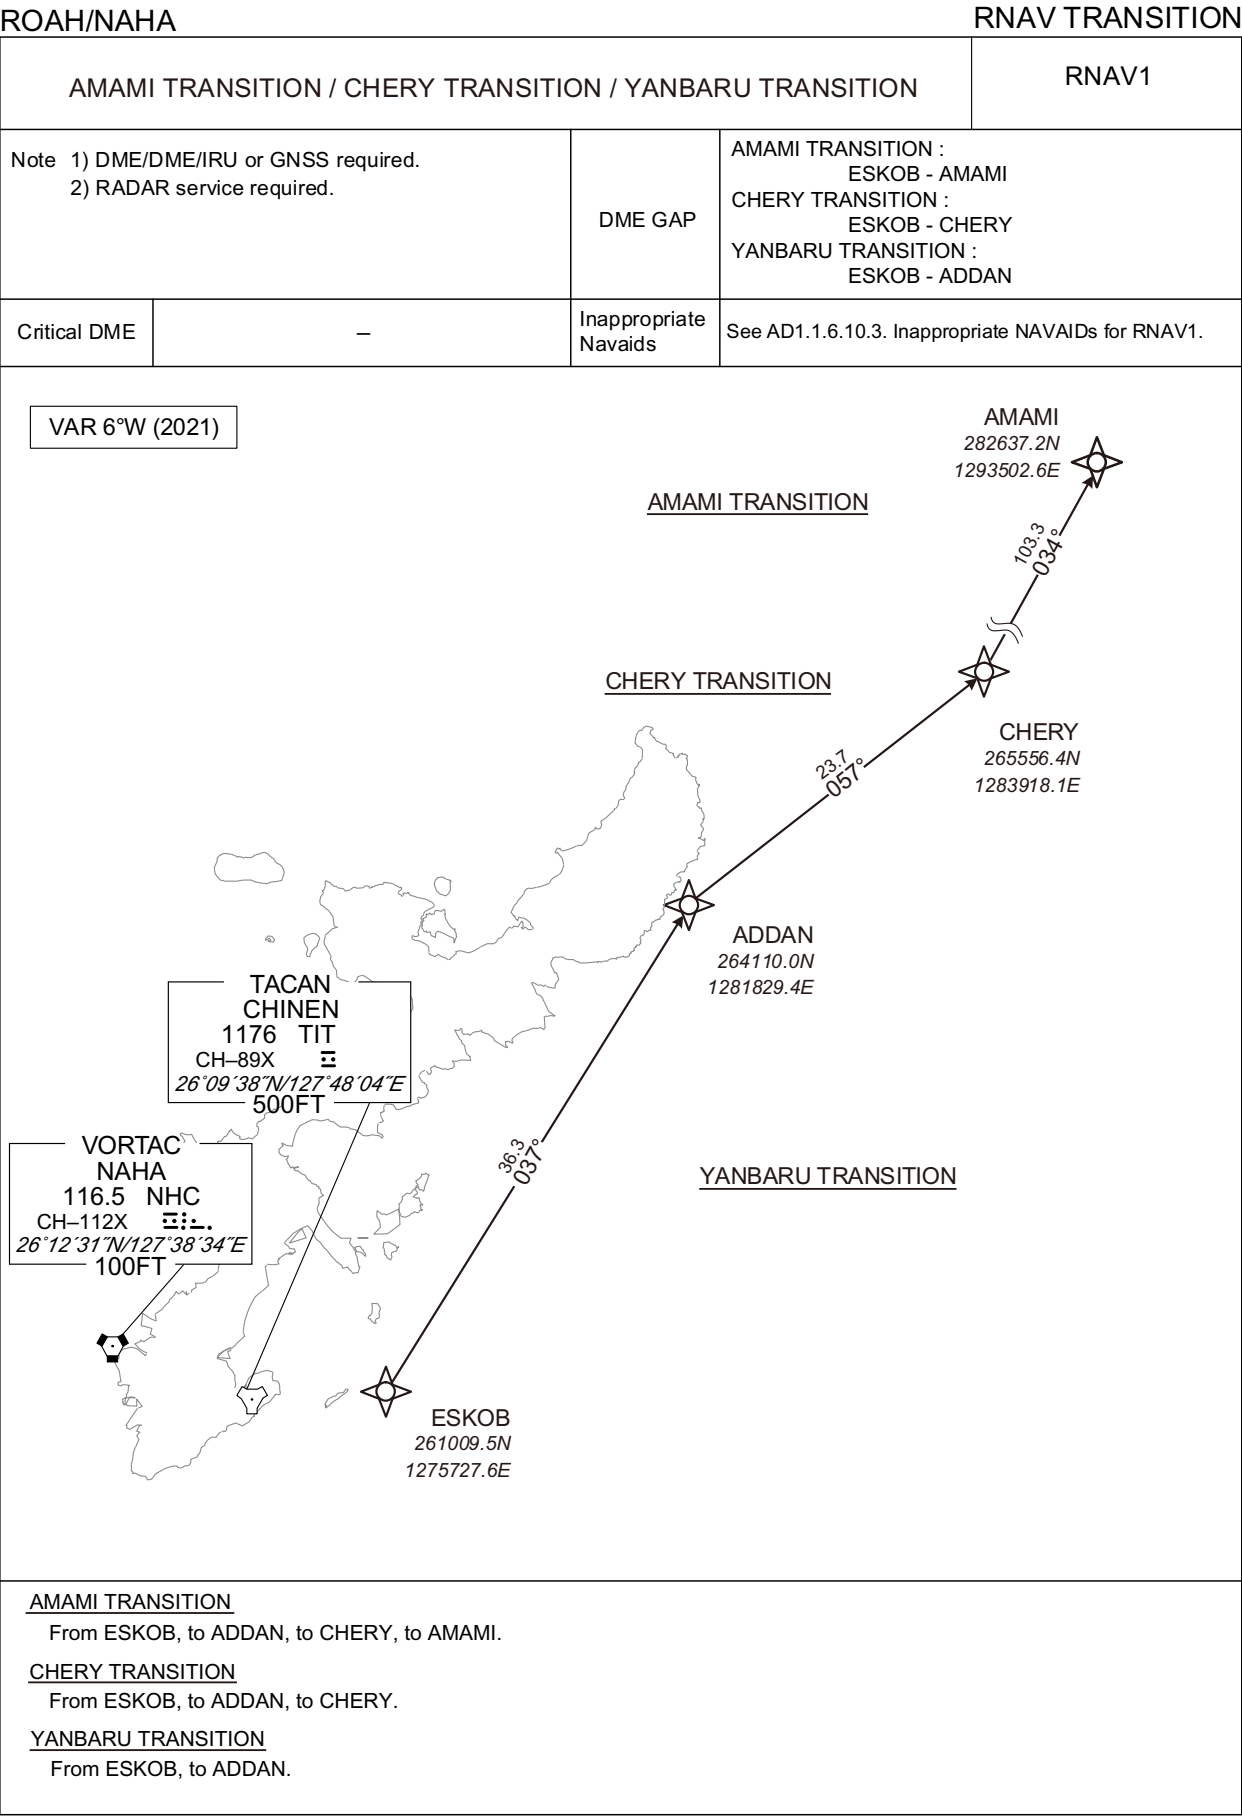 ROAH/NAHA
RNAV TRANSITION
AMAMI TRANSITION / CHERY TRANSITION / YANBARU TRANSITION
RNAV1
Note 1) DME/DME/IRU or GNSS required.
2) RADAR service required.
DME GAP
AMAMI TRANSITION :
ESKOB - AMAMI
CHERY TRANSITION :
ESKOB - CHERY
YANBARU TRANSITION :
ESKOB - ADDAN
Critical DME
–
Inappropriate
Navaids
See AD1.1.6.10.3. Inappropriate NAVAIDs for RNAV1.
VAR 6°W (2021)
AMAMI
282637.2N
1293502.6E
AMAMI TRANSITION
103.3
034°
CHERY TRANSITION
CHERY
265556.4N
1283918.1E
23.7
057°
ADDAN
264110.0N
1281829.4E
TACAN
CHINEN
1176 TIT
CH–89X
26°09´38˝N/127°48´04˝E
500FT
VORTAC
NAHA
116.5 NHC
CH–112X
26°12´31˝N/127°38´34˝E
100FT
36.3
037°
YANBARU TRANSITION
ESKOB
261009.5N
1275727.6E
AMAMI TRANSITION
From ESKOB, to ADDAN, to CHERY, to AMAMI.
CHERY TRANSITION
From ESKOB, to ADDAN, to CHERY.
YANBARU TRANSITION
From ESKOB, to ADDAN.